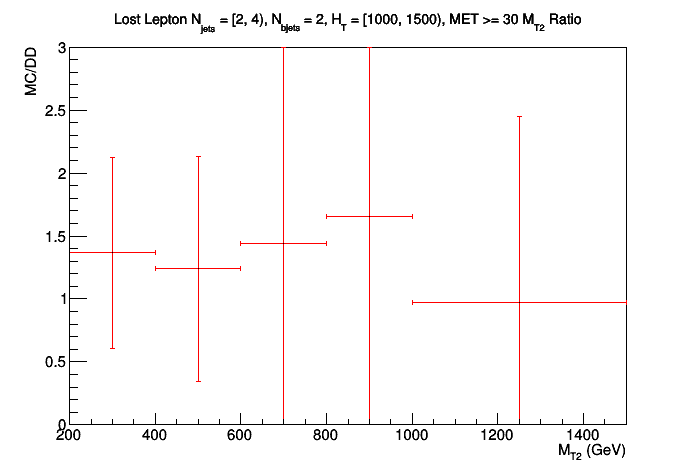 Lost Lepton N_jets = [2, 4), N_bjets = 2, H_T = [1000, 1500), MET >= 30 M_T2 Ratio
MC/DD
3
2.5
2
1.5
1
0.5
0
200 400 600 800 1000 1200 1400
M_T2 (GeV)